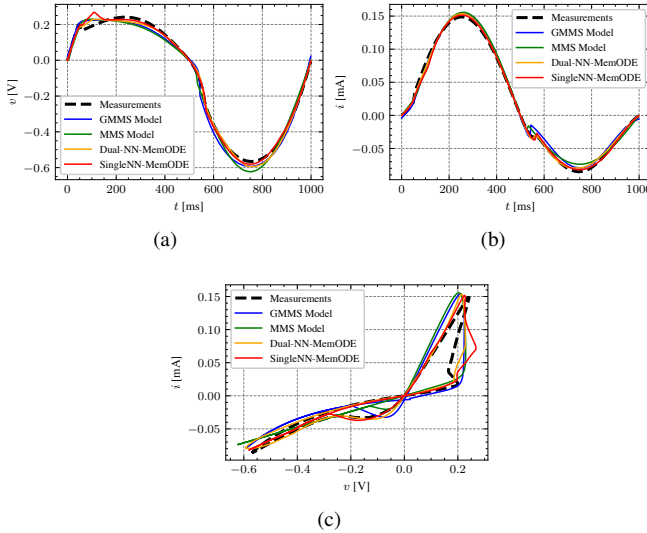 0.2
0.0
−0.2
−0.4
−0.6
v [V]
Measurements
GMMS Model
MMS Model
Dual-NN-MemODE
SingleNN-MemODE
0 200 400 600 800 1000
t [ms]
(a)
0.15
0.10
0.05
0.00
−0.05
i [mA]
Measurements
GMMS Model
MMS Model
Dual-NN-MemODE
SingleNN-MemODE
0 200 400 600 800 1000
t [ms]
(b)
0.15
0.10
0.05
0.00
−0.05
i [mA]
Measurements
GMMS Model
MMS Model
Dual-NN-MemODE
SingleNN-MemODE
−0.6 −0.4 −0.2 0.0 0.2
v [V]
(c)